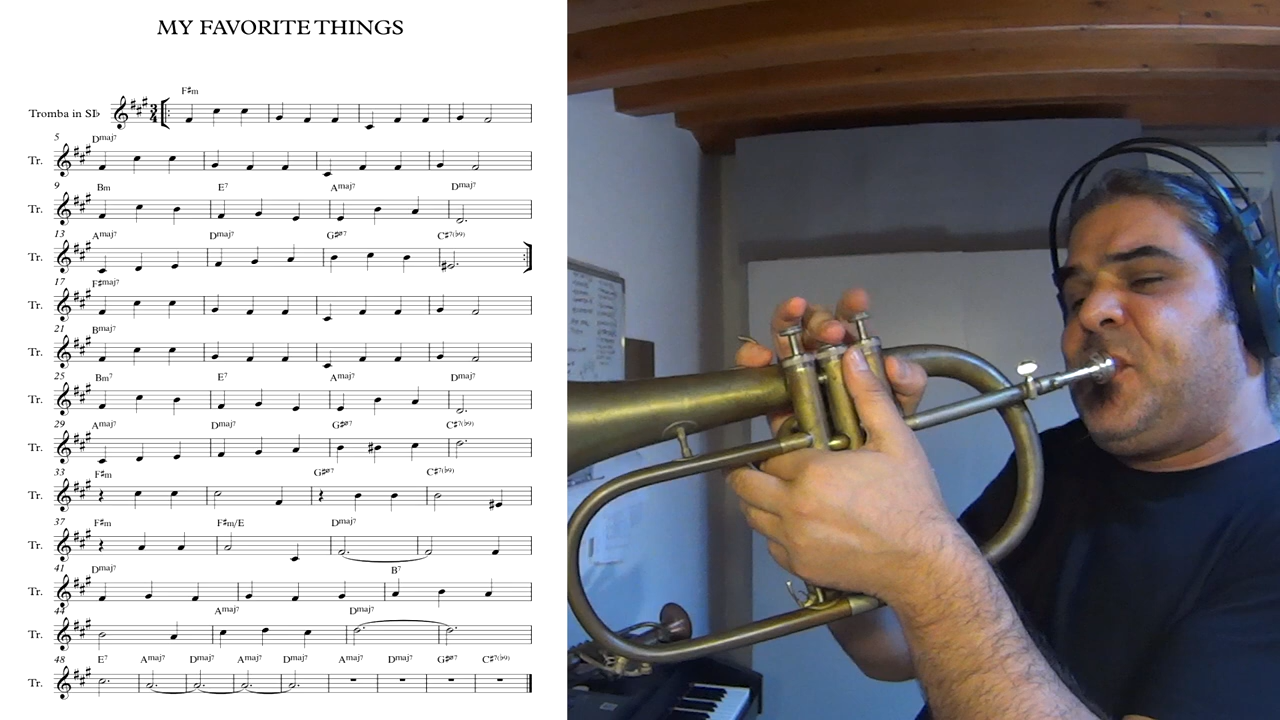 MY FAVORITE THINGS
F♯m
Tromba in SI♭
5 Dmaj7
Tr.
9 Bm E7 Amaj7 Dmaj7
Tr.
13 Amaj7 Dmaj7 G♯ø7 C♯7(♭9)
Tr.
17 F♯maj7
Tr.
21 Bmaj7
Tr.
25 Bm7 E7 Amaj7 Dmaj7
Tr.
29 Amaj7 Dmaj7 G♯ø7 C♯7(♭9)
Tr.
33 F♯m G♯ø7 C♯7(♭9)
Tr.
37 F♯m F♯m/E Dmaj7
Tr.
41 Dmaj7 B7
Tr.
44 Amaj7 Dmaj7
Tr.
48 E7 Amaj7 Dmaj7 Amaj7 Dmaj7 Amaj7 Dmaj7 G♯ø7 C♯7(♭9)
Tr.